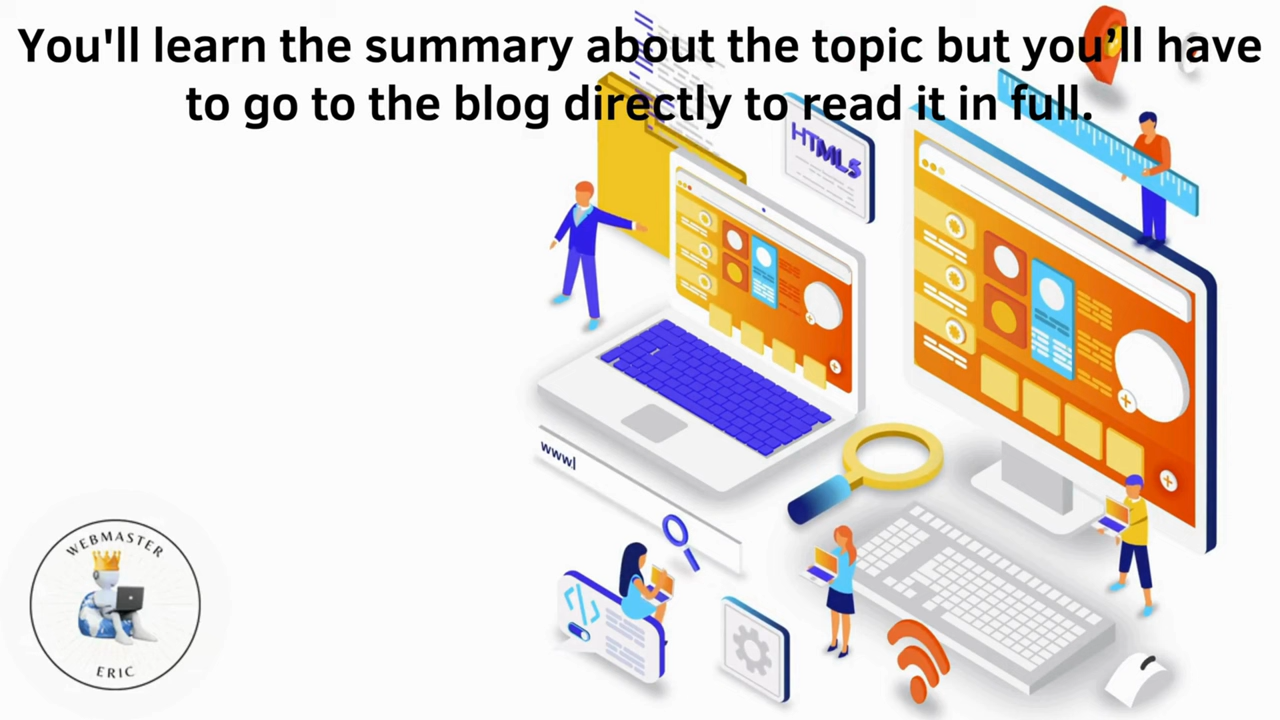 You'll learn the summary about the topic but you’ll have
to go to the blog directly to read it in full.
HTML5
www
WEBMASTER
ERIC